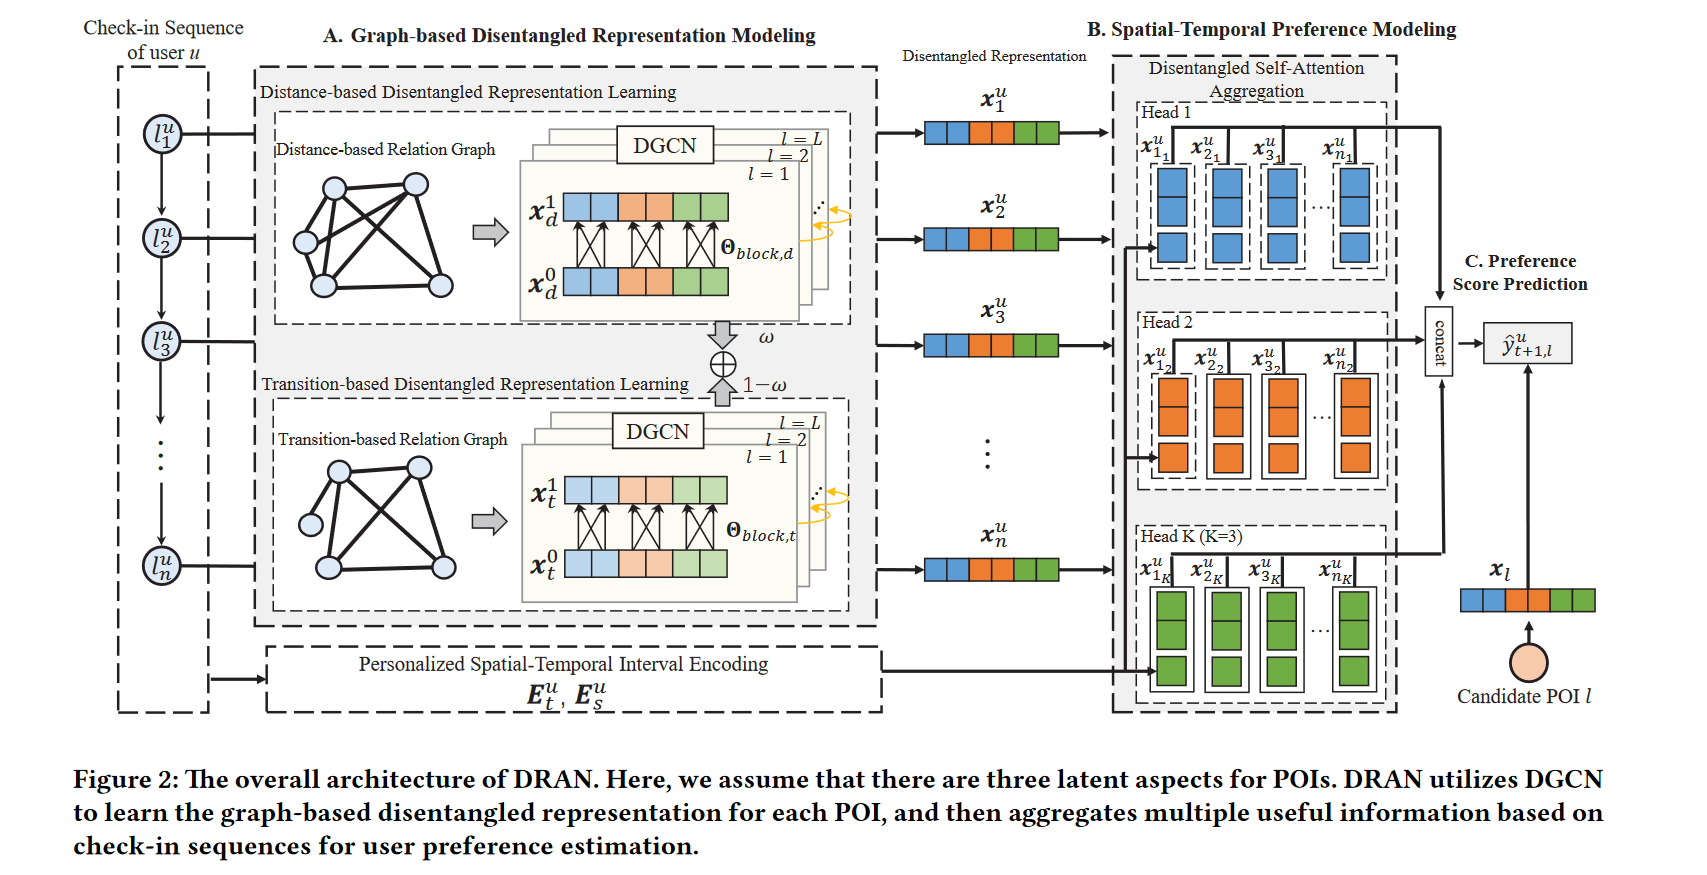 Check-in Sequence
of user u
A. Graph-based Disentangled Representation Modeling
B. Spatial-Temporal Preference Modeling
Disentangled Representation
Disentangled Self-Attention
Aggregation
Distance-based Disentangled Representation Learning
Distance-based Relation Graph
DGCN
l = L
l = 2
l = 1
x_d^1
x_d^0
Θ_{block,d}
ω
1−ω
Transition-based Disentangled Representation Learning
Transition-based Relation Graph
DGCN
l = L
l = 2
l = 1
x_t^1
x_t^0
Θ_{block,t}
l_1^u
l_2^u
l_3^u
⋮
l_n^u
Personalized Spatial-Temporal Interval Encoding
E_t^u, E_s^u
x_1^u
x_2^u
x_3^u
⋮
x_n^u
Head 1
x_{1_1}^u x_{2_1}^u x_{3_1}^u x_{n_1}^u
...
Head 2
x_{1_2}^u x_{2_2}^u x_{3_2}^u x_{n_2}^u
...
Head K (K=3)
x_{1_K}^u x_{2_K}^u x_{3_K}^u x_{n_K}^u
...
C. Preference
Score Prediction
concat
ŷ_{t+1,l}^u
x_l
Candidate POI l
Figure 2: The overall architecture of DRAN. Here, we assume that there are three latent aspects for POIs. DRAN utilizes DGCN
to learn the graph-based disentangled representation for each POI, and then aggregates multiple useful information based on
check-in sequences for user preference estimation.